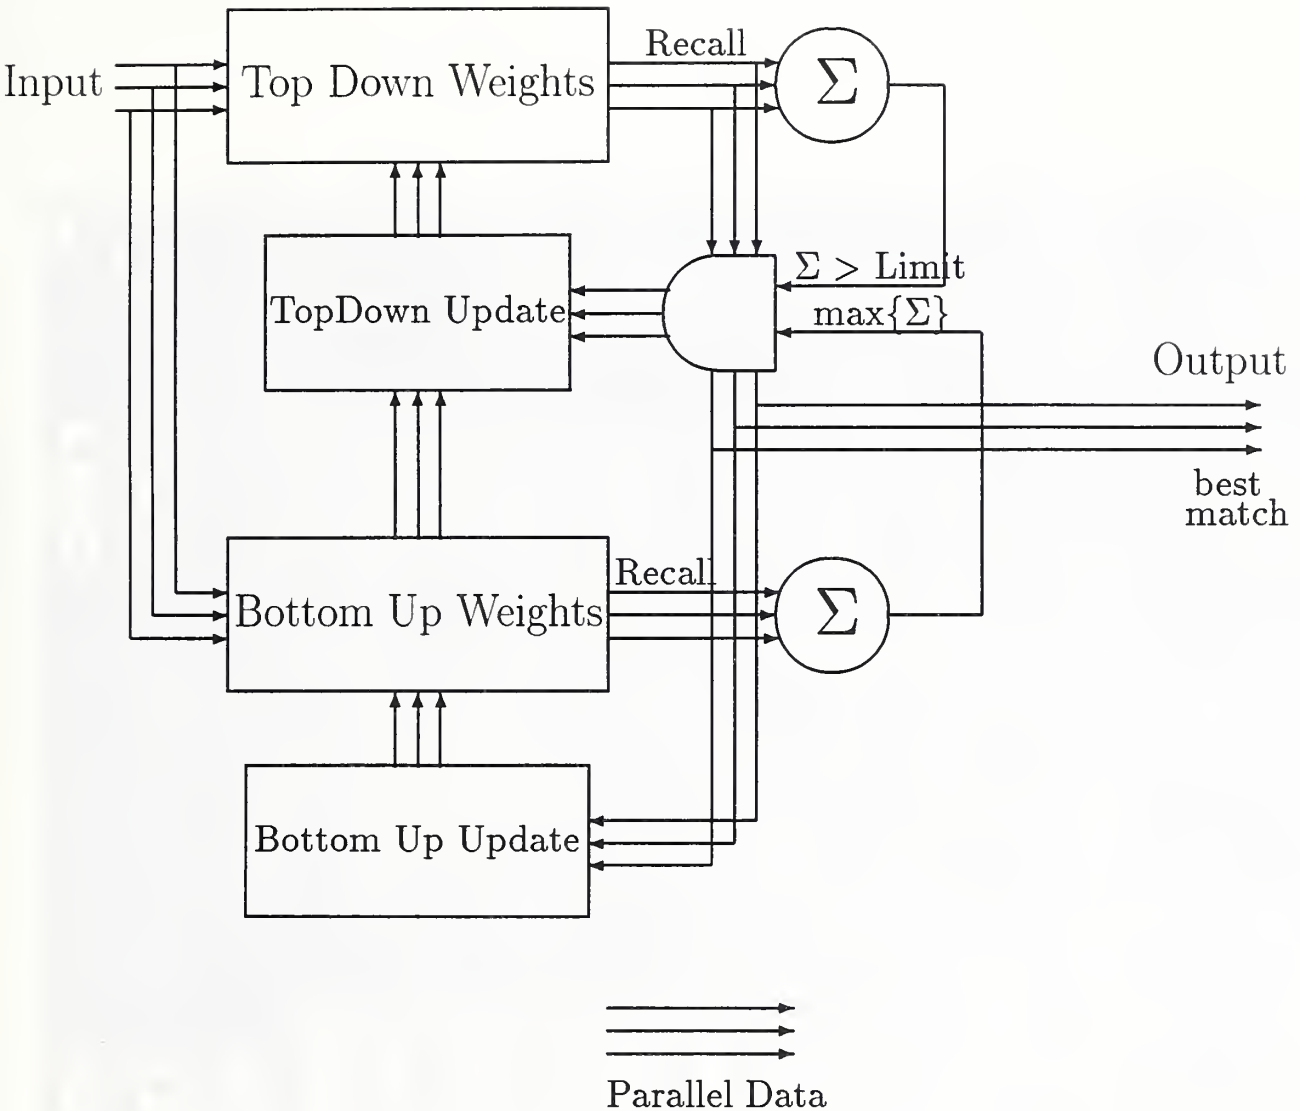 Recall
Input
Top Down Weights
Σ
Σ > Limit
TopDown Update
max{Σ}
Output
best
match
Recall
Bottom Up Weights
Σ
Bottom Up Update
Parallel Data